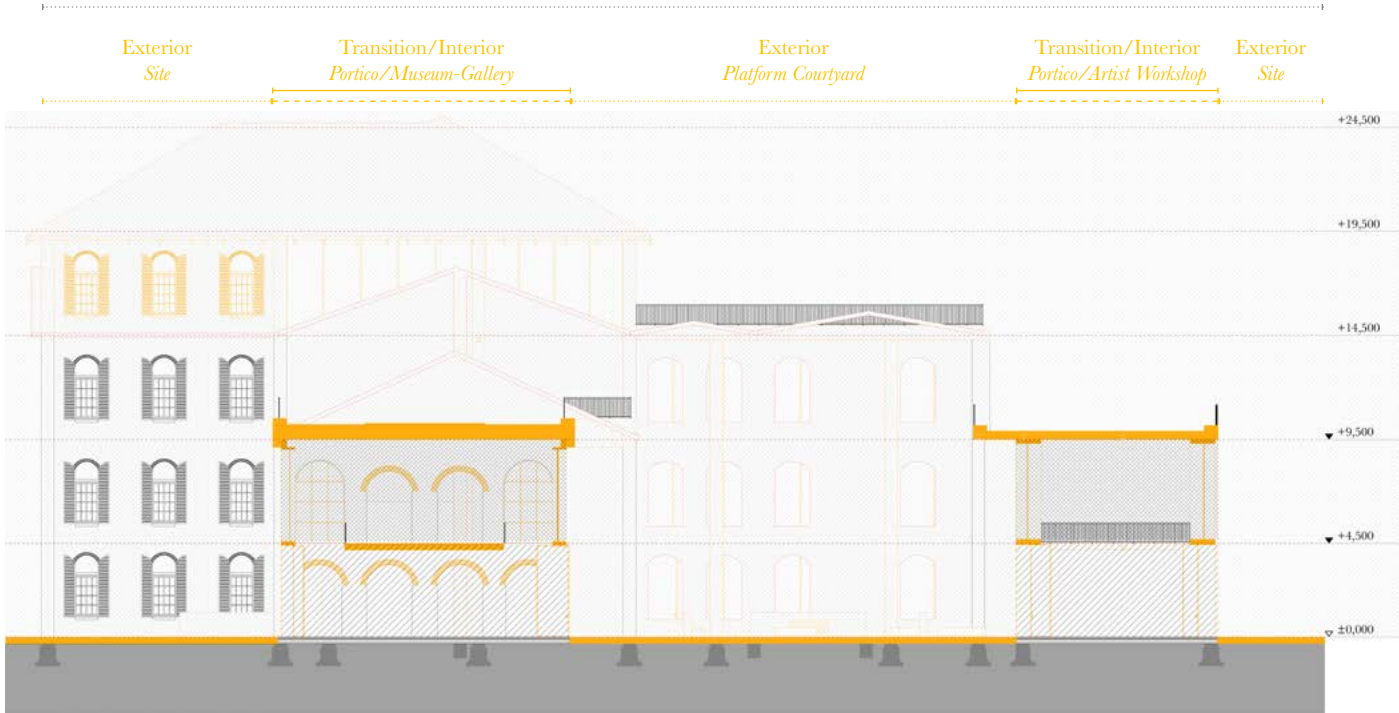 Exterior
Site
Transition/Interior
Portico/Museum-Gallery
Exterior
Platform Courtyard
Transition/Interior
Portico/Artist Workshop
Exterior
Site
+24,500
+19,500
+14,500
+9,500
+4,500
±0,000